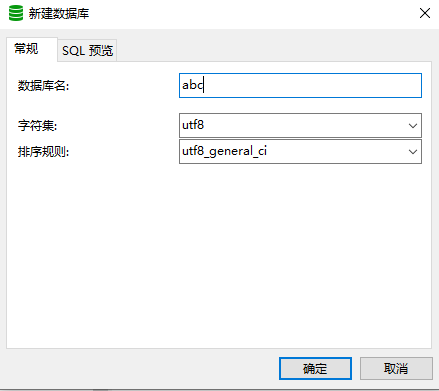 新建数据库
常规
SQL 预览
数据库名:
abc
字符集:
utf8
排序规则:
utf8_general_ci
确定
取消